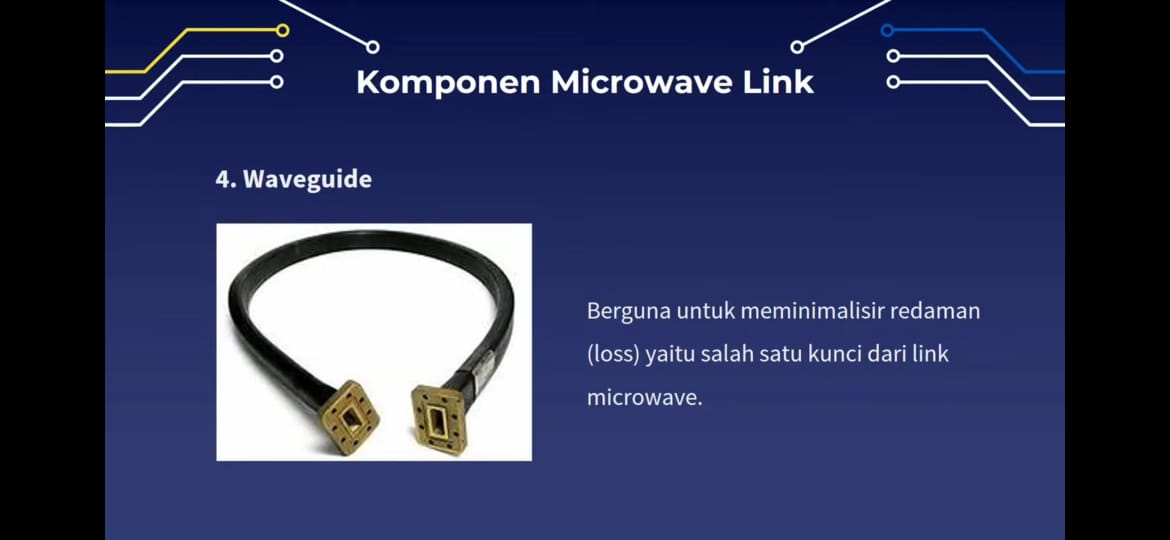 Komponen Microwave Link
4. Waveguide
Berguna untuk meminimalisir redaman
(loss) yaitu salah satu kunci dari link
microwave.